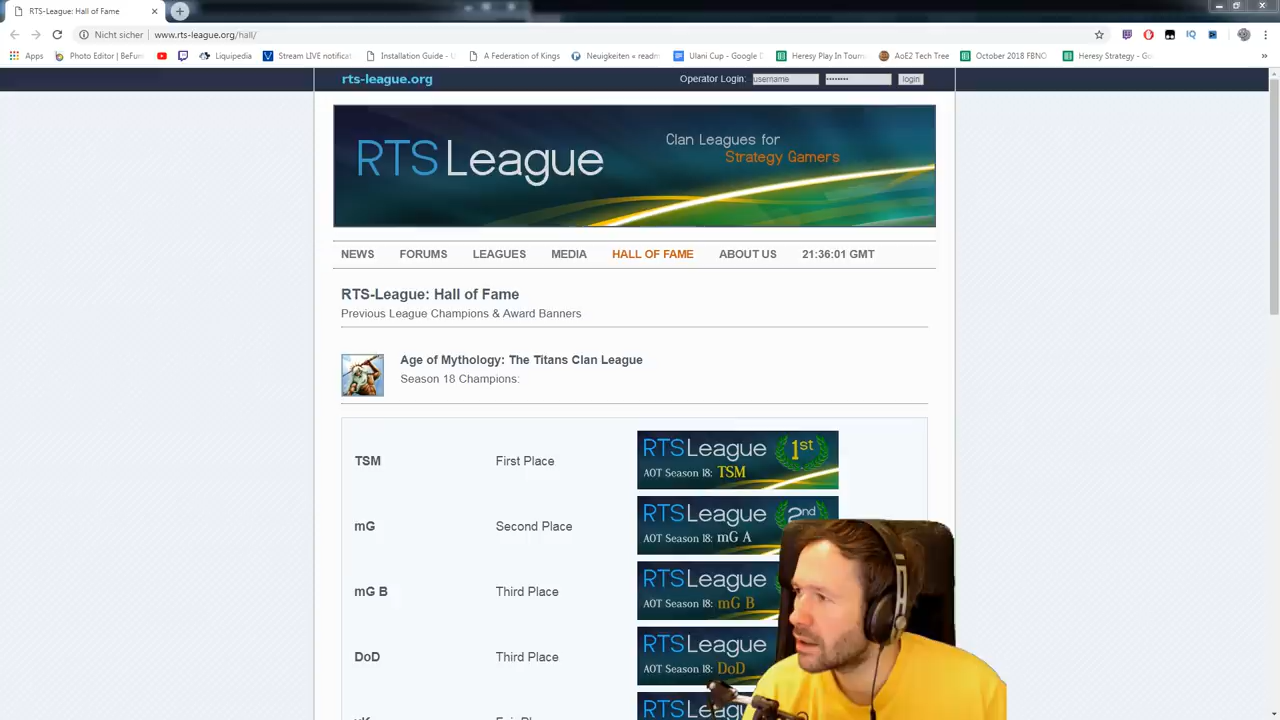 RTS-League: Hall of Fame
Nicht sicher
www.rts-league.org/hall/
Apps
Photo Editor (BeFun
Liquipedia
Stream LIVE notificat
Installation Guide - U
A Federation of Kings
Neuigkeiten « readm
Ulani Cup - Google D
Heresy Play In Tourn
AoE2 Tech Tree
October 2018 FBNO
Heresy Strategy - Go
rts-league.org
Operator Login:
username
login
RTS League
Clan Leagues for
Strategy Gamers
NEWS
FORUMS
LEAGUES
MEDIA
HALL OF FAME
ABOUT US
21:36:01 GMT
RTS-League: Hall of Fame
Previous League Champions & Award Banners
Age of Mythology: The Titans Clan League
Season 18 Champions:
TSM
First Place
RTSLeague 1st
AOT Season 18: TSM
mG
Second Place
RTSLeague 2nd
AOT Season 18: mG A
mG B
Third Place
RTSLeague
AOT Season 18: mG B
DoD
Third Place
RTSLeague
AOT Season 18: DoD
RTSLeague